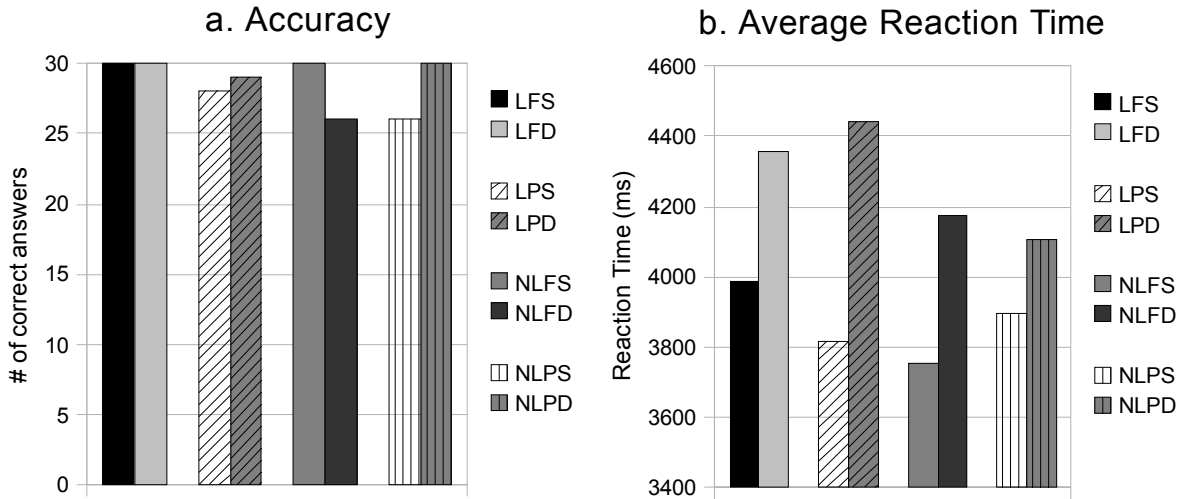 a. Accuracy
# of correct answers
30
25
20
15
10
5
0
LFS
LFD
LPS
LPD
NLFS
NLFD
NLPS
NLPD
b. Average Reaction Time
Reaction Time (ms)
4600
4400
4200
4000
3800
3600
3400
LFS
LFD
LPS
LPD
NLFS
NLFD
NLPS
NLPD